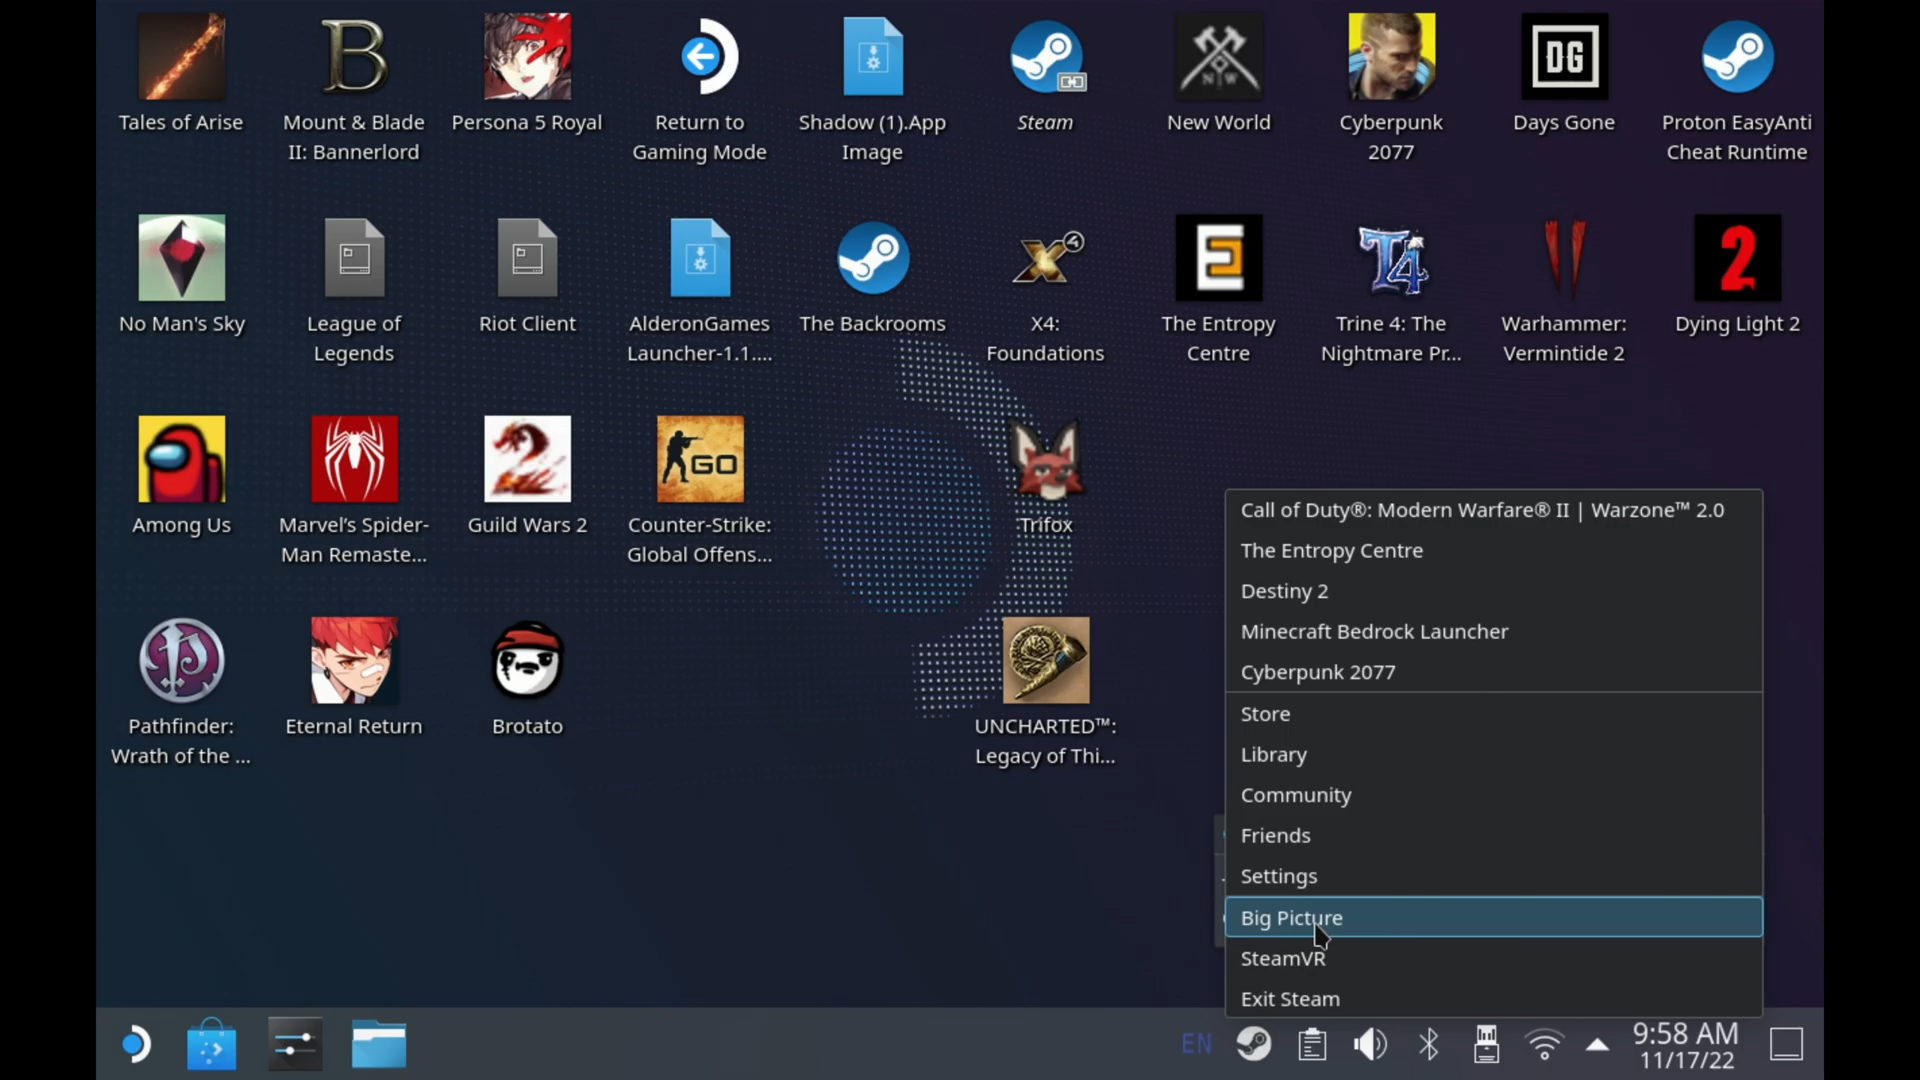 Tales of Arise
Mount & Blade
II: Bannerlord
Persona 5 Royal
Return to
Gaming Mode
Shadow (1).App
Image
Steam
NW
New World
Cyberpunk
2077
DG
Days Gone
Proton EasyAnti
Cheat Runtime
No Man's Sky
League of
Legends
Riot Client
AlderonGames
Launcher-1.1....
The Backrooms
X4:
Foundations
The Entropy
Centre
T4
Trine 4: The
Nightmare Pr...
Warhammer:
Vermintide 2
2
Dying Light 2
Among Us
Marvel’s Spider-
Man Remaste...
2
Guild Wars 2
GO
Counter-Strike:
Global Offens...
Trifox
Pathfinder:
Wrath of the ...
Eternal Return
Brotato
UNCHARTED™:
Legacy of Thi...
Call of Duty®: Modern Warfare® II | Warzone™ 2.0
The Entropy Centre
Destiny 2
Minecraft Bedrock Launcher
Cyberpunk 2077
Store
Library
Community
Friends
Settings
Big Picture
SteamVR
Exit Steam
EN
9:58 AM
11/17/22